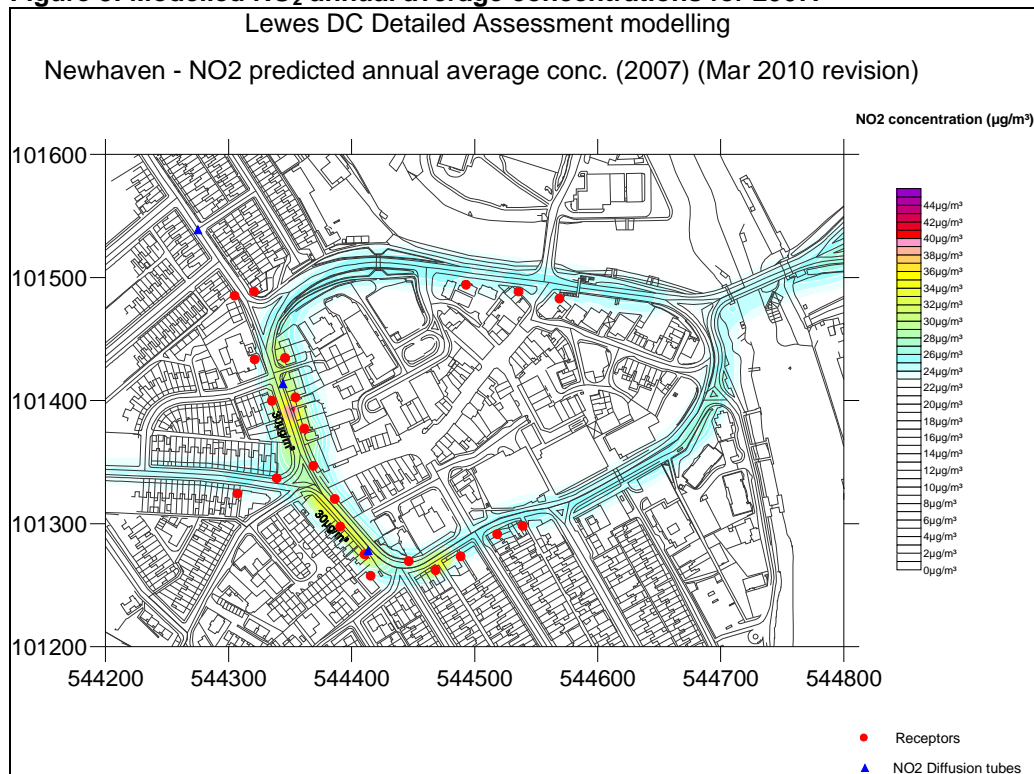 Figure 3: Modelled NO2 annual average concentrations for 2007.
Lewes DC Detailed Assessment modelling
Newhaven - NO2 predicted annual average conc. (2007) (Mar 2010 revision)
NO2 concentration (µg/m³)
44µg/m³
42µg/m³
40µg/m³
38µg/m³
36µg/m³
34µg/m³
32µg/m³
30µg/m³
28µg/m³
26µg/m³
24µg/m³
22µg/m³
20µg/m³
18µg/m³
16µg/m³
14µg/m³
12µg/m³
10µg/m³
8µg/m³
6µg/m³
4µg/m³
2µg/m³
0µg/m³
101600
101500
101400
101300
101200
30µg/m³
30µg/m³
544200
544300
544400
544500
544600
544700
544800
Receptors
NO2 Diffusion tubes